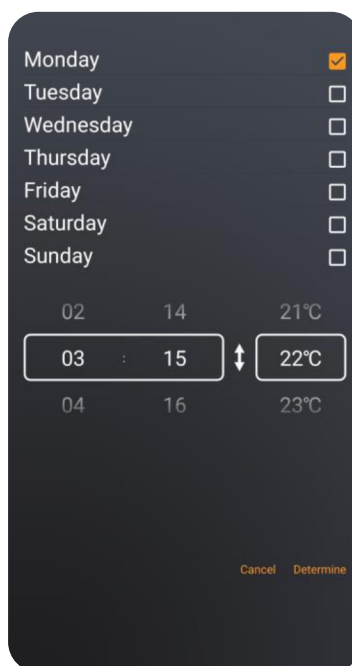 Monday
Tuesday
Wednesday
Thursday
Friday
Saturday
Sunday
02 14 21℃
03 : 15 22℃
04 16 23℃
Cancel Determine